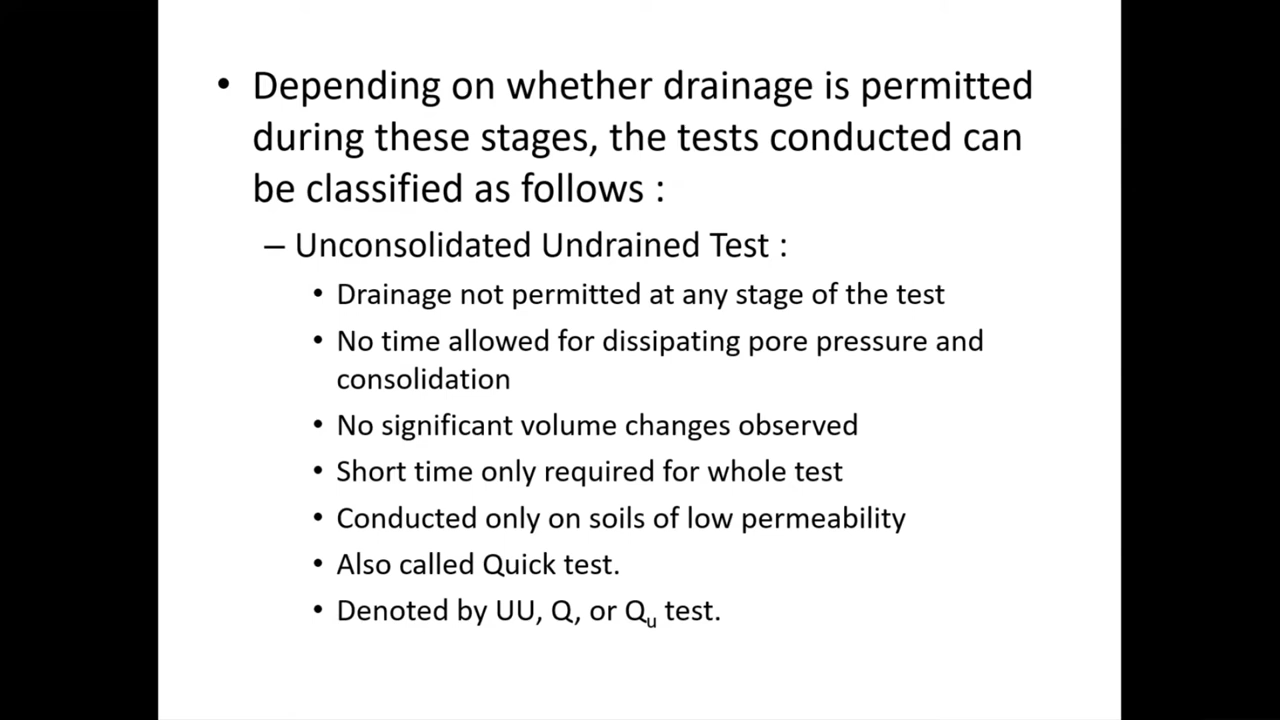 • Depending on whether drainage is permitted
during these stages, the tests conducted can
be classified as follows :
– Unconsolidated Undrained Test :
• Drainage not permitted at any stage of the test
• No time allowed for dissipating pore pressure and
consolidation
• No significant volume changes observed
• Short time only required for whole test
• Conducted only on soils of low permeability
• Also called Quick test.
• Denoted by UU, Q, or Qu test.